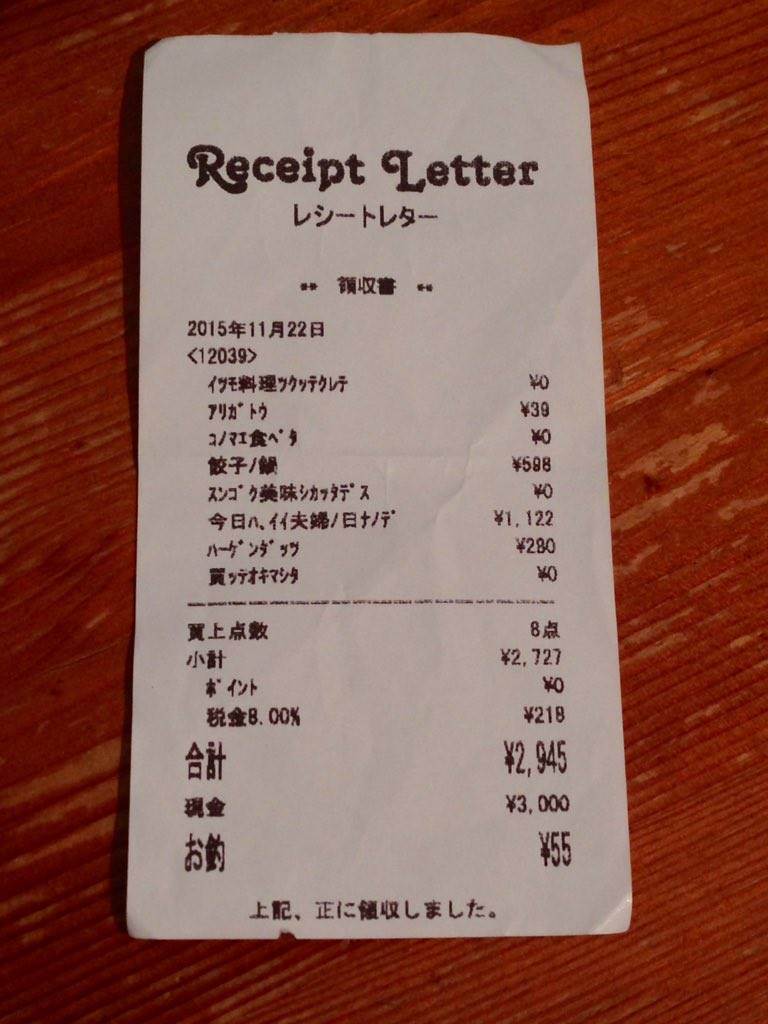 Receipt Letter
レシートレター
** 領収書 **
2015年11月22日
<12039>
イツモ料理ツクッテクレテ ¥0
アリガトウ ¥39
コノマエ食ベタ ¥0
餃子ノ鍋 ¥598
スンゴク美味シカッタデス ¥0
今日ハ、イイ夫婦ノ日ナノデ ¥1,122
ハーゲンダッツ ¥280
買ッテオキマシタ ¥0
買上点数 8点
小計 ¥2,727
ポイント ¥0
税金8.00% ¥218
合計 ¥2,945
現金 ¥3,000
お釣 ¥55
上記、正に領収しました。